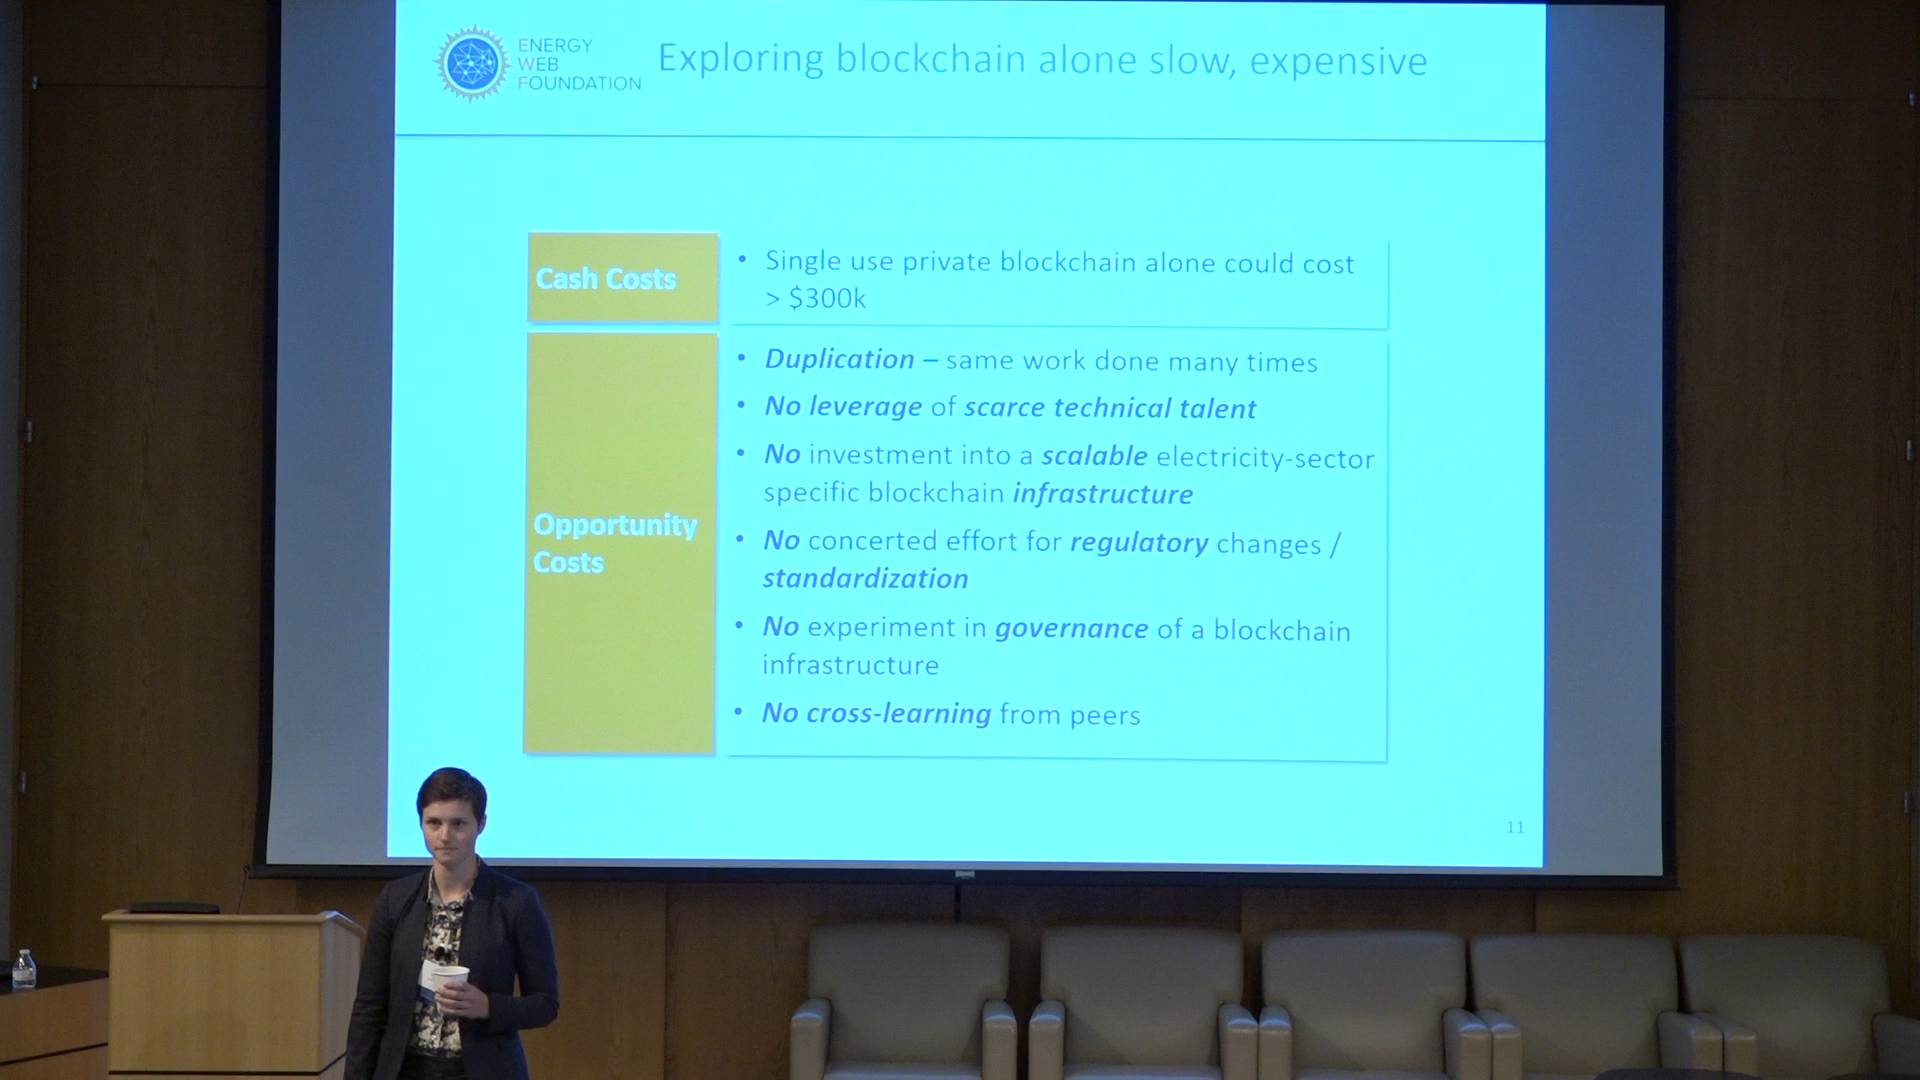 ENERGY
WEB
FOUNDATION
Exploring blockchain alone slow, expensive
Cash Costs
• Single use private blockchain alone could cost
> $300k
Opportunity
Costs
• Duplication – same work done many times
• No leverage of scarce technical talent
• No investment into a scalable electricity-sector
specific blockchain infrastructure
• No concerted effort for regulatory changes /
standardization
• No experiment in governance of a blockchain
infrastructure
• No cross-learning from peers
11